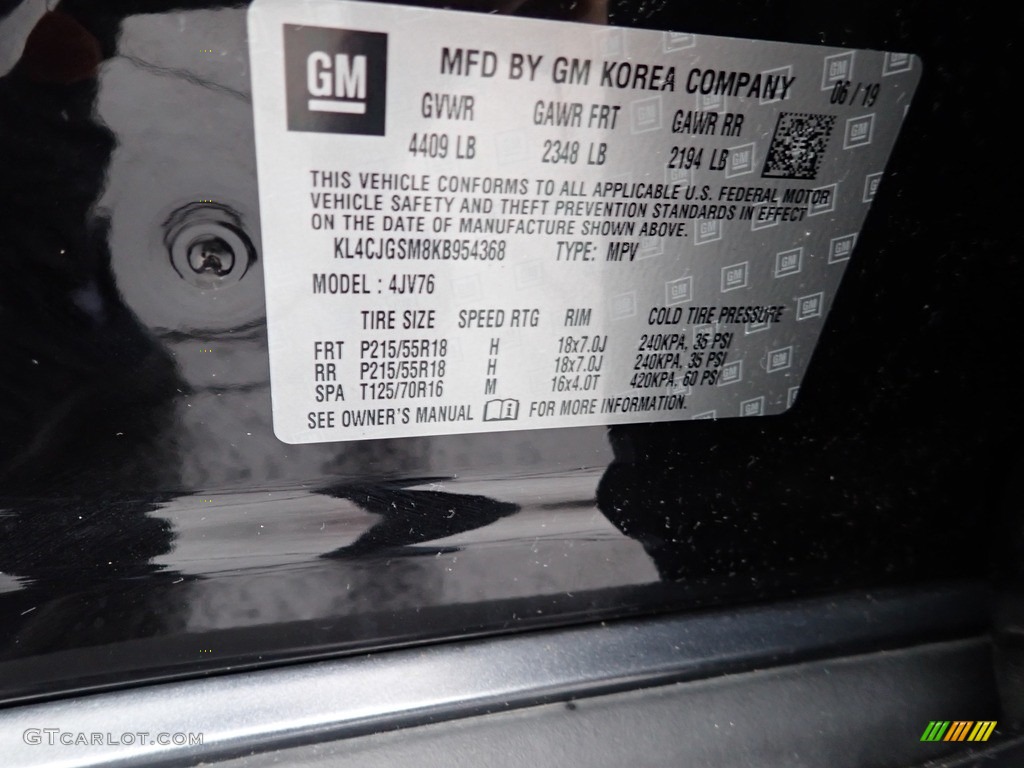 GM
MFD BY GM KOREA COMPANY 06/19
GVWR GAWR FRT GAWR RR
4409 LB 2348 LB 2194 LB
THIS VEHICLE CONFORMS TO ALL APPLICABLE U.S. FEDERAL MOTOR
VEHICLE SAFETY AND THEFT PREVENTION STANDARDS IN EFFECT
ON THE DATE OF MANUFACTURE SHOWN ABOVE.
KL4CJGSM8KB954368 TYPE: MPV
MODEL : 4JV76
TIRE SIZE SPEED RTG RIM COLD TIRE PRESSURE
FRT P215/55R18 H 18x7.0J 240KPA, 35 PSI
RR P215/55R18 H 18x7.0J 240KPA, 35 PSI
SPA T125/70R16 M 16x4.0T 420KPA, 60 PSI
SEE OWNER'S MANUAL FOR MORE INFORMATION.
GTcarlot.com